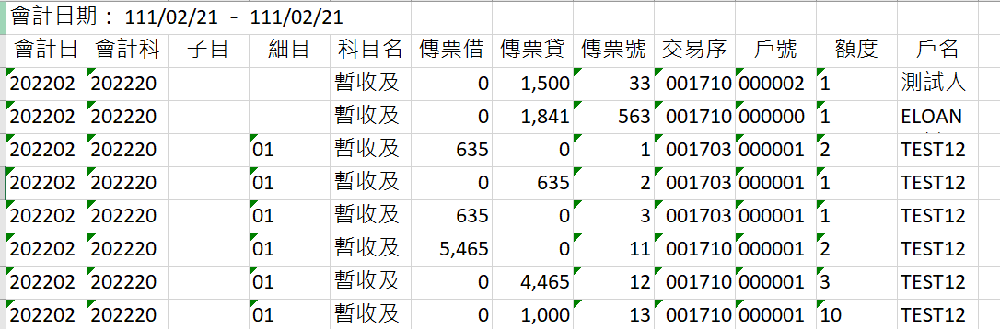 會計日期： 111/02/21 - 111/02/21
會計日 會計科 子目 細目 科目名 傳票借 傳票貸 傳票號 交易序 戶號 額度 戶名
202202 202220 暫收及 0 1,500 33 001710 000002 1 測試人
202202 202220 暫收及 0 1,841 563 001710 000000 1 ELOAN
202202 202220 01 暫收及 635 0 1 001703 000001 2 TEST12
202202 202220 01 暫收及 0 635 2 001703 000001 1 TEST12
202202 202220 01 暫收及 635 0 3 001703 000001 1 TEST12
202202 202220 01 暫收及 5,465 0 11 001710 000001 2 TEST12
202202 202220 01 暫收及 0 4,465 12 001710 000001 3 TEST12
202202 202220 01 暫收及 0 1,000 13 001710 000001 10 TEST12